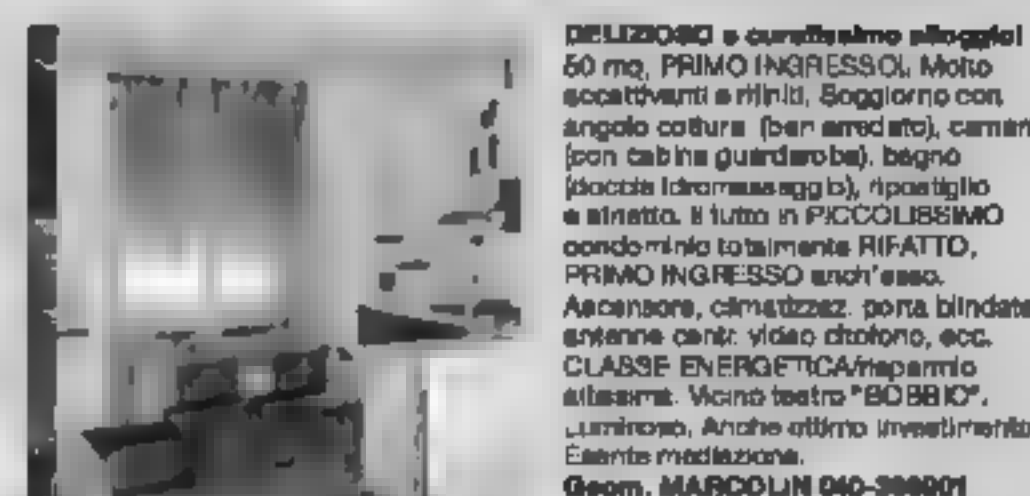 DELIZIOSO e curatissimo alloggio!
50 mq, PRIMO INGRESSO!, Molto
accattivanti e rifiniti, Soggiorno con
angolo cottura (ben arredato), camera
(con cabina guardaroba), bagno
(doccia idromassaggio), ripostiglio
e atrietto. Il tutto in PICCOLISSIMO
condominio totalmente RIFATTO,
PRIMO INGRESSO anch'esso.
Ascensore, climatizzaz. porta blindata
antenne centr. video citofono, ecc.
CLASSE ENERGETICA/risparmio
altissima. Vicino teatro "BOBBIO".
Luminoso, Anche ottimo investimento
Esente mediazione.
Geom. MARCOLIN